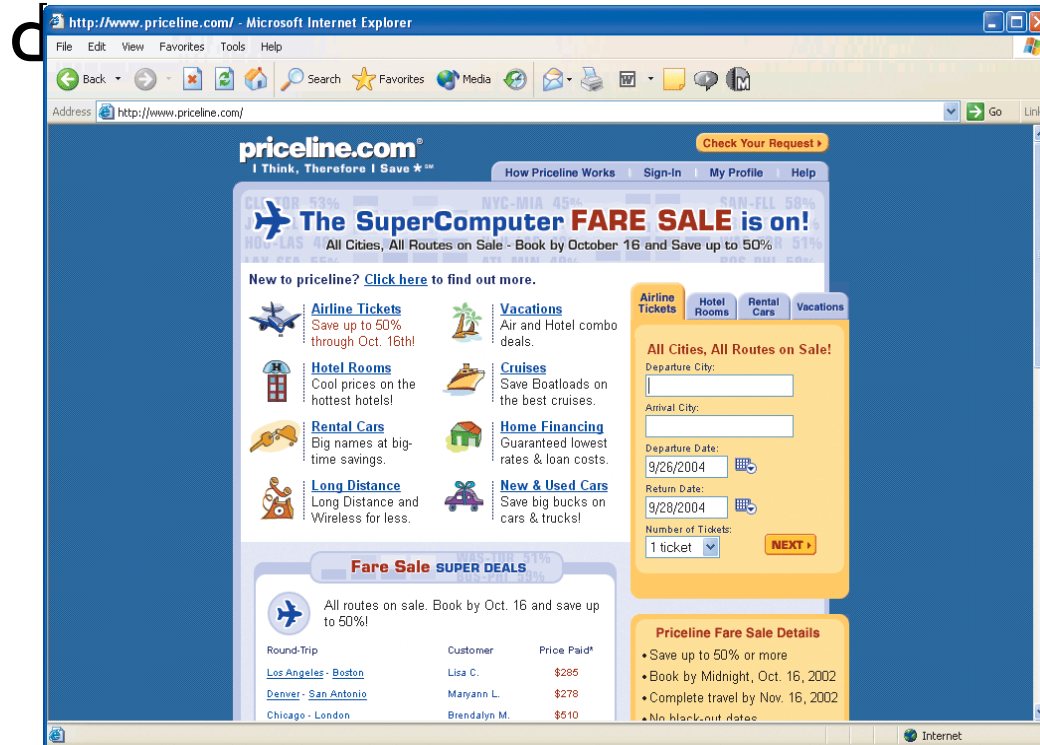 d
http://www.priceline.com/ - Microsoft Internet Explorer
File Edit View Favorites Tools Help
Back Search Favorites Media
Address http://www.priceline.com/ Go Link
priceline.com®
I Think, Therefore I Save ★ SM
Check Your Request
How Priceline Works Sign-In My Profile Help
The SuperComputer FARE SALE is on!
All Cities, All Routes on Sale - Book by October 16 and Save up to 50%
New to priceline? Click here to find out more.
Airline Tickets
Save up to 50%
through Oct. 16th!
Vacations
Air and Hotel combo
deals.
Hotel Rooms
Cool prices on the
hottest hotels!
Cruises
Save Boatloads on
the best cruises.
Rental Cars
Big names at big-
time savings.
Home Financing
Guaranteed lowest
rates & loan costs.
Long Distance
Long Distance and
Wireless for less.
New & Used Cars
Save big bucks on
cars & trucks!
Airline
Tickets
Hotel
Rooms
Rental
Cars
Vacations
All Cities, All Routes on Sale!
Departure City:
Arrival City:
Departure Date:
9/26/2004
Return Date:
9/28/2004
Number of Tickets:
1 ticket
NEXT
Fare Sale SUPER DEALS
All routes on sale. Book by Oct. 16 and save up
to 50%!
Round-Trip Customer Price Paid*
Los Angeles - Boston Lisa C. $285
Denver - San Antonio Maryann L. $278
Chicago - London Brendalyn M. $510
Priceline Fare Sale Details
• Save up to 50% or more
• Book by Midnight, Oct. 16, 2002
• Complete travel by Nov. 16, 2002
• No black-out dates
Internet